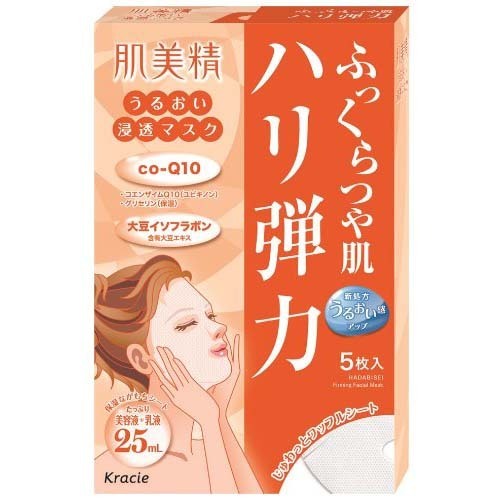 肌美精
うるおい
浸透マスク
co-Q10
・コエンザイムQ10(ユビキノン)
・グリセリン(保湿)
大豆イソフラボン
含有大豆エキス
ふっくらつや肌
ハリ弾力
新処方
うるおい感
アップ
5枚入
HADABISEI
Firming Facial Mask
保湿ながもちシート
たっぷり
美容液+乳液
25mL
じゅわっとワッフルシート
Kracie